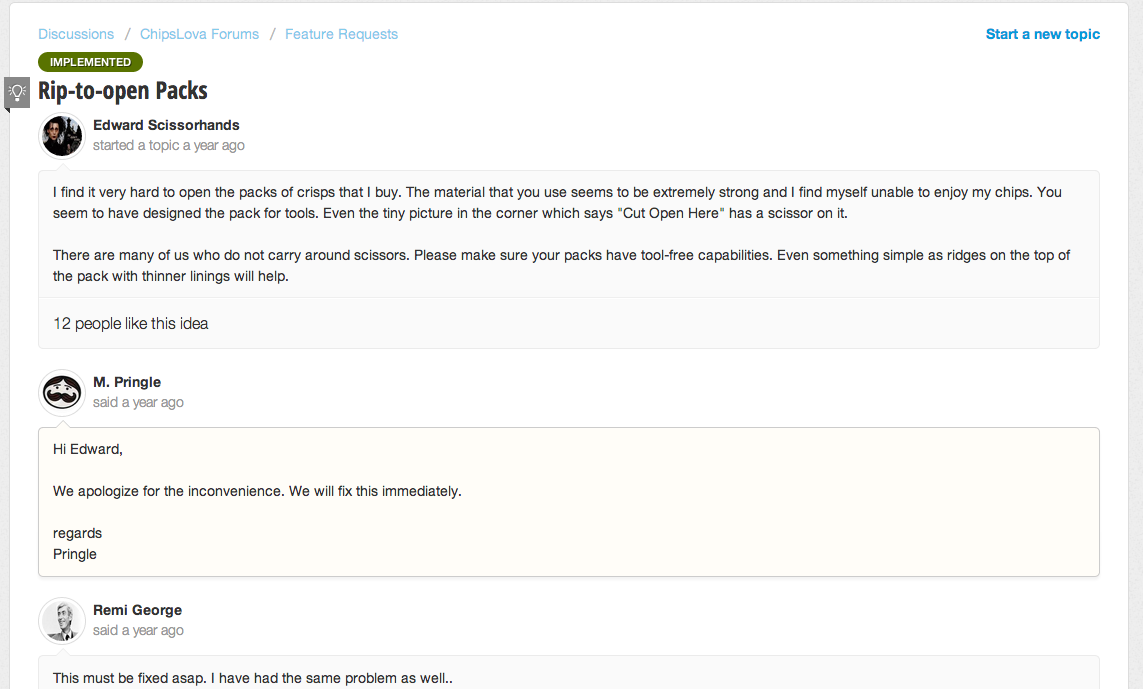 Discussions / ChipsLova Forums / Feature Requests
Start a new topic
IMPLEMENTED
Rip-to-open Packs
Edward Scissorhands
started a topic a year ago
I find it very hard to open the packs of crisps that I buy. The material that you use seems to be extremely strong and I find myself unable to enjoy my chips. You
seem to have designed the pack for tools. Even the tiny picture in the corner which says "Cut Open Here" has a scissor on it.
There are many of us who do not carry around scissors. Please make sure your packs have tool-free capabilities. Even something simple as ridges on the top of
the pack with thinner linings will help.
12 people like this idea
M. Pringle
said a year ago
Hi Edward,
We apologize for the inconvenience. We will fix this immediately.
regards
Pringle
Remi George
said a year ago
This must be fixed asap. I have had the same problem as well..